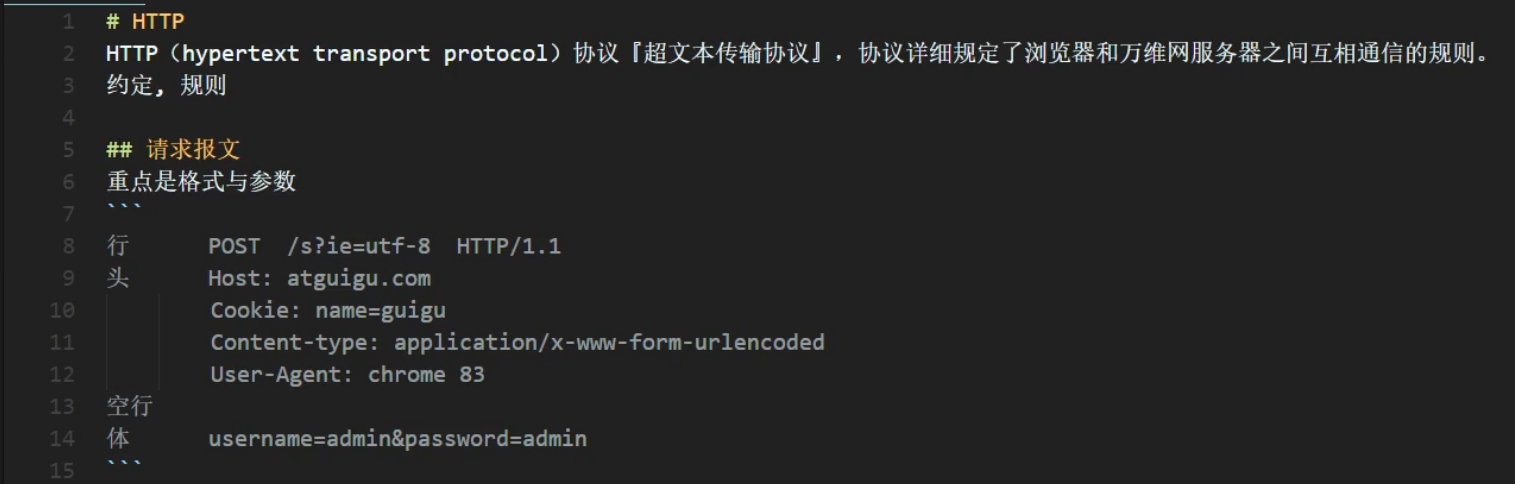 1 # HTTP
2 HTTP（hypertext transport protocol）协议『超文本传输协议』，协议详细规定了浏览器和万维网服务器之间互相通信的规则。
3 约定, 规则
4
5 ## 请求报文
6 重点是格式与参数
7 ```
8 行 POST /s?ie=utf-8 HTTP/1.1
9 头 Host: atguigu.com
10 Cookie: name=guigu
11 Content-type: application/x-www-form-urlencoded
12 User-Agent: chrome 83
13 空行
14 体 username=admin&password=admin
15 ```